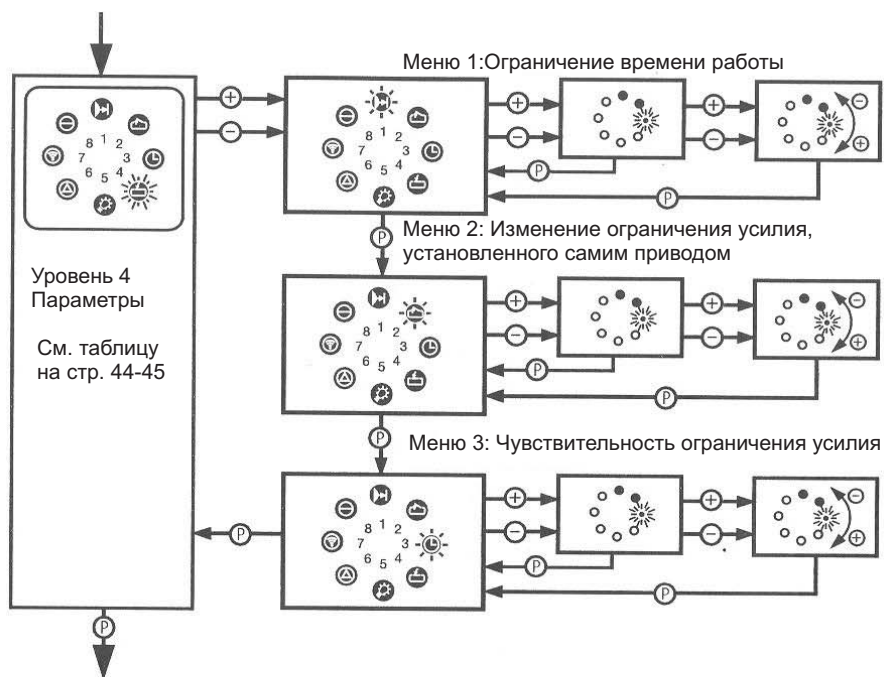 Меню 1:Ограничение времени работы
+
+
+
8 1 2
7 3
6 5 4
−
−
−
−
+
P
P
Уровень 4
Параметры
См. таблицу
на стр. 44-45
P
Меню 2: Изменение ограничения усилия,
установленного самим приводом
8 1 2
7 3
6 5 4
+
+
−
−
−
+
P
P
P
Меню 3: Чувствительность ограничения усилия
8 1 2
7 3
6 5 4
+
+
−
−
−
+
P
P
P
P
8 1 2
7 3
6 5 4